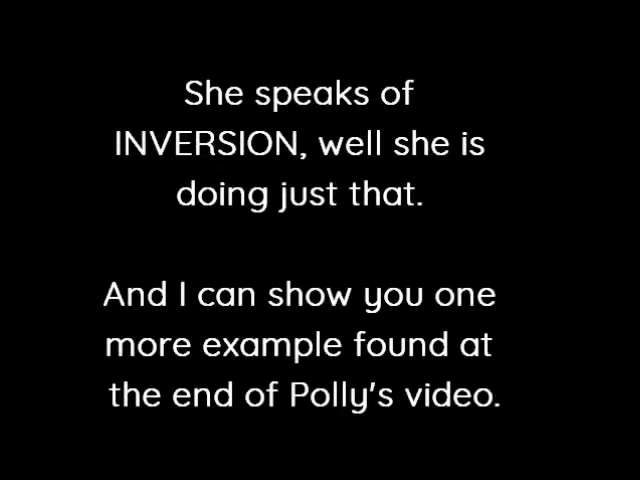 She speaks of
INVERSION, well she is
doing just that.
And I can show you one
more example found at
the end of Polly's video.